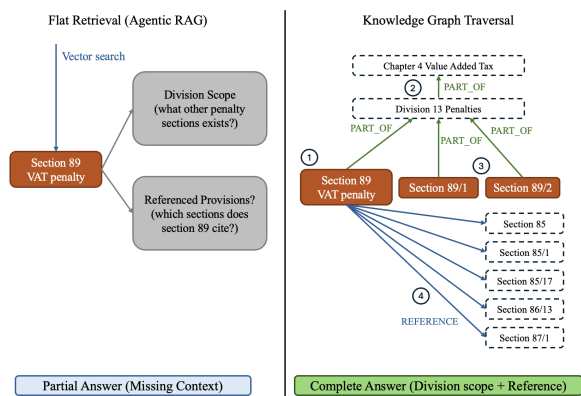 Flat Retrieval (Agentic RAG)
Vector search
Division Scope
(what other penalty
sections exists?)
Section 89
VAT penalty
Referenced Provisions?
(which sections does
section 89 cite?)
Partial Answer (Missing Context)
Knowledge Graph Traversal
Chapter 4 Value Added Tax
2
PART_OF
Division 13 Penalties
PART_OF
PART_OF
PART_OF
1
3
Section 89
VAT penalty
Section 89/1
Section 89/2
Section 85
Section 85/1
Section 85/17
4
Section 86/13
REFERENCE
Section 87/1
Complete Answer (Division scope + Reference)